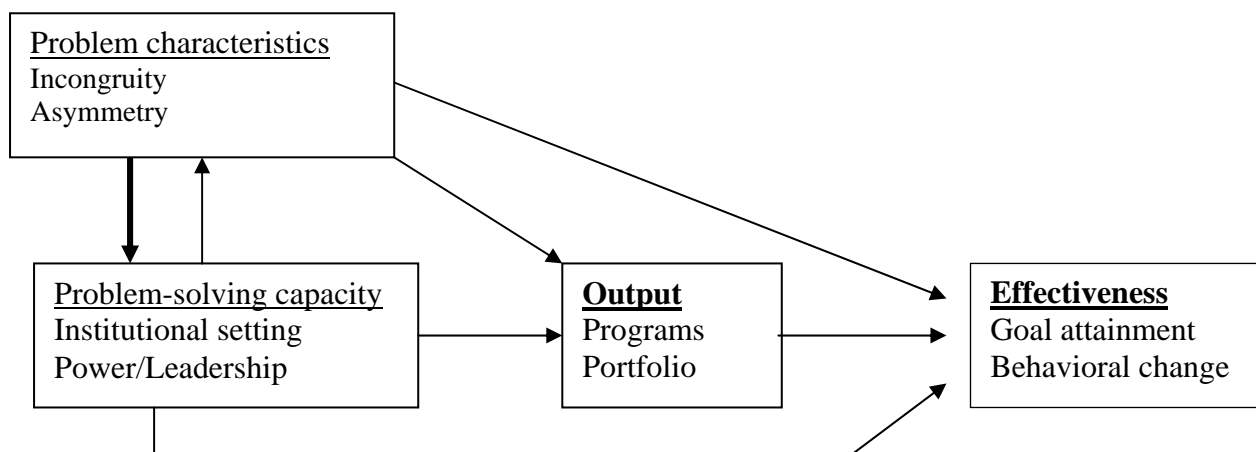 Problem characteristics
Incongruity
Asymmetry
Problem-solving capacity
Institutional setting
Power/Leadership
Output
Programs
Portfolio
Effectiveness
Goal attainment
Behavioral change